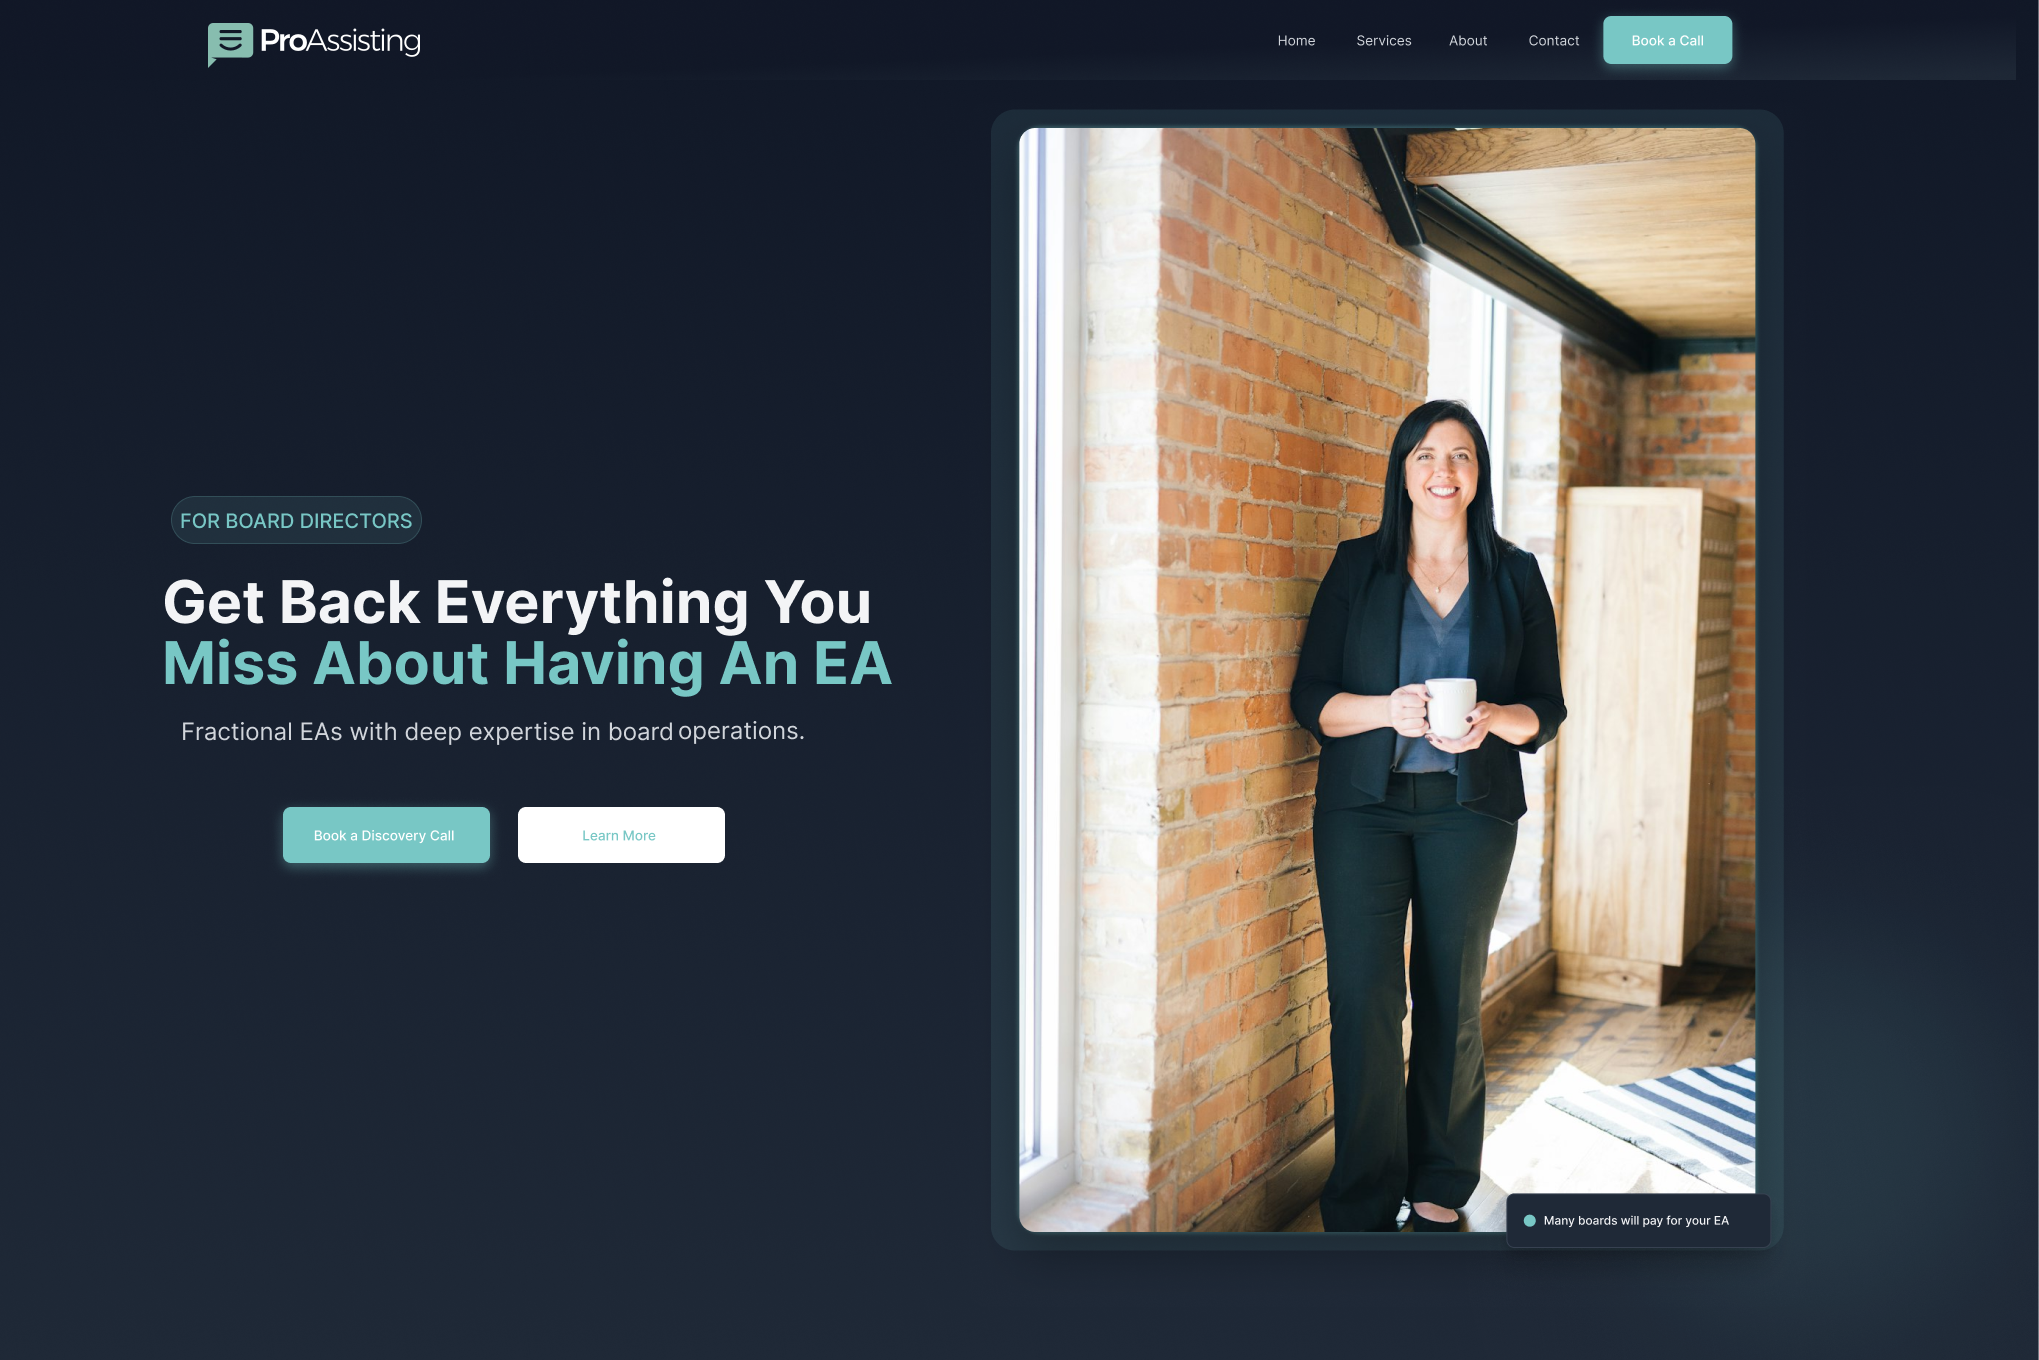 ProAssisting
Home
Services
About
Contact
Book a Call
FOR BOARD DIRECTORS
Get Back Everything You
Miss About Having An EA
Fractional EAs with deep expertise in board operations.
Book a Discovery Call
Learn More
Many boards will pay for your EA